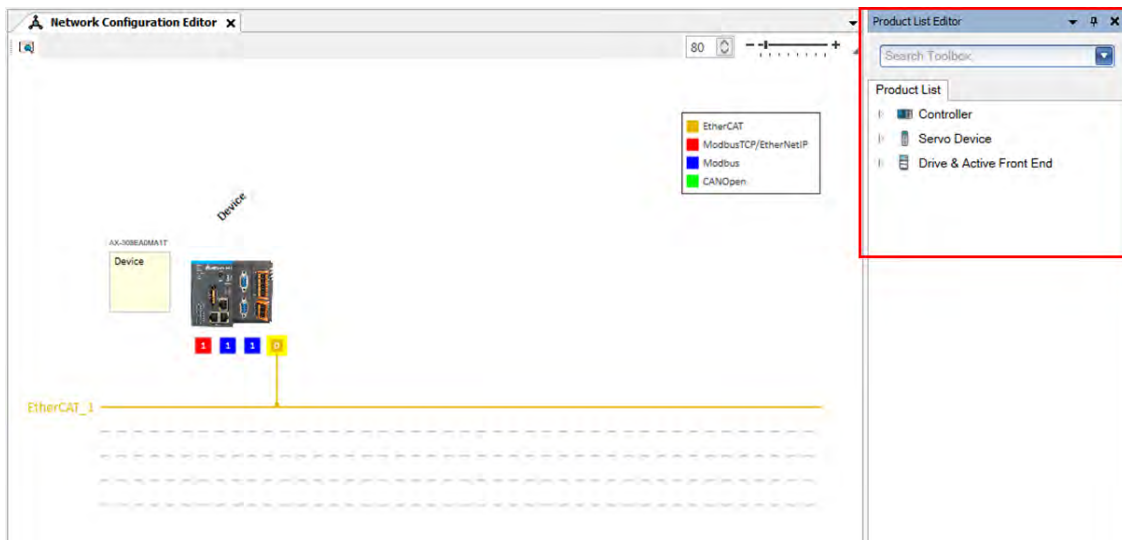 Network Configuration Editor
80
EtherCAT
ModbusTCP/EtherNetIP
Modbus
CANOpen
Device
AX-308EA0MA1T
Device
1 1 1 0
EtherCAT_1
Product List Editor
Search Toolbox
Product List
Controller
Servo Device
Drive & Active Front End